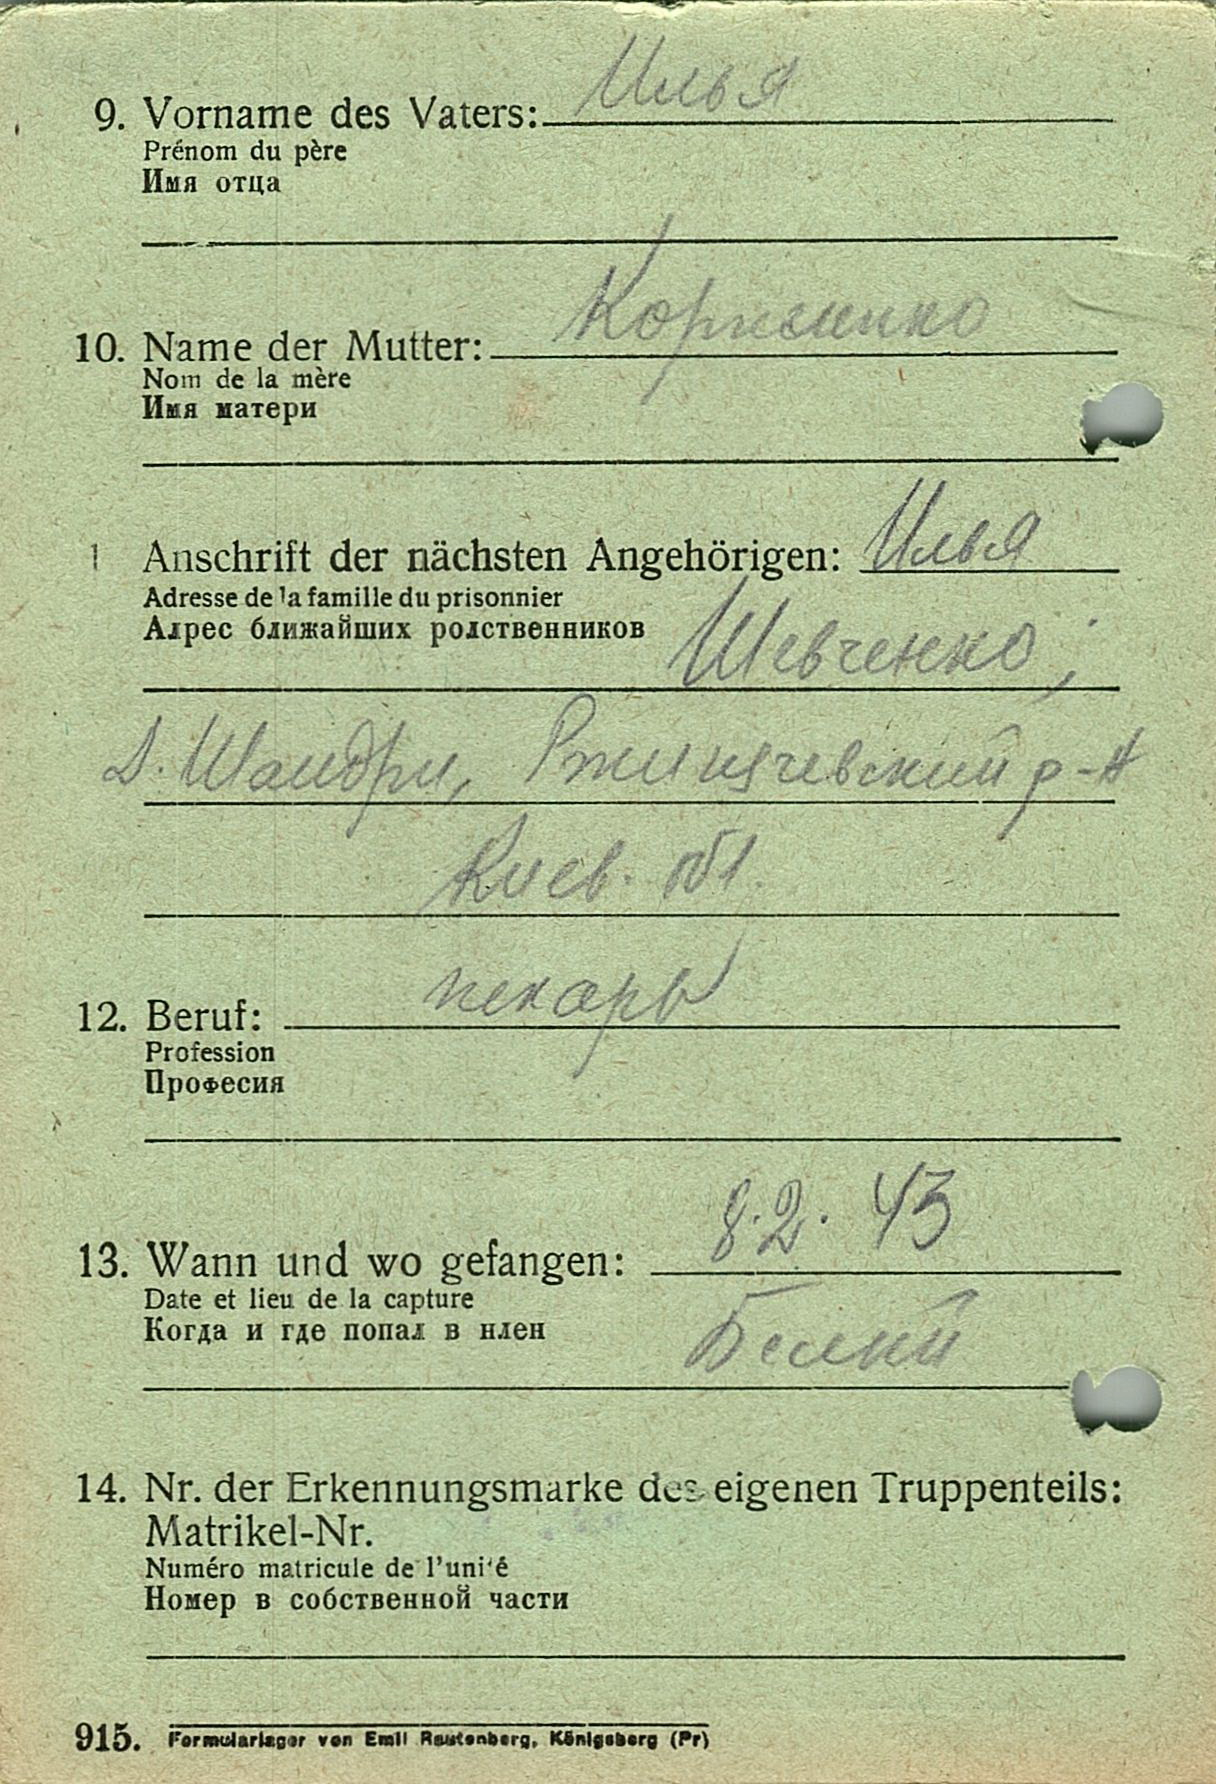 9. Vorname des Vaters: Илья
Prénom du père
Имя отца
10. Name der Mutter: Корниенко
Nom de la mère
Имя матери
1 Anschrift der nächsten Angehörigen: Илья
Adresse de la famille du prisonnier
Адрес ближайших родственников Шевченко,
д. Шандри, Ржищевский р-н
Киев. обл.
12. Beruf: пекарь
Profession
Професия
13. Wann und wo gefangen: 8.2.43
Date et lieu de la capture
Когда и где попал в нлен
14. Nr. der Erkennungsmarke des eigenen Truppenteils:
Matrikel-Nr.
Numéro matricule de l'unité
Номер в собственной части
915. Formularlager von Emil Rautenberg, Königsberg (Pr)